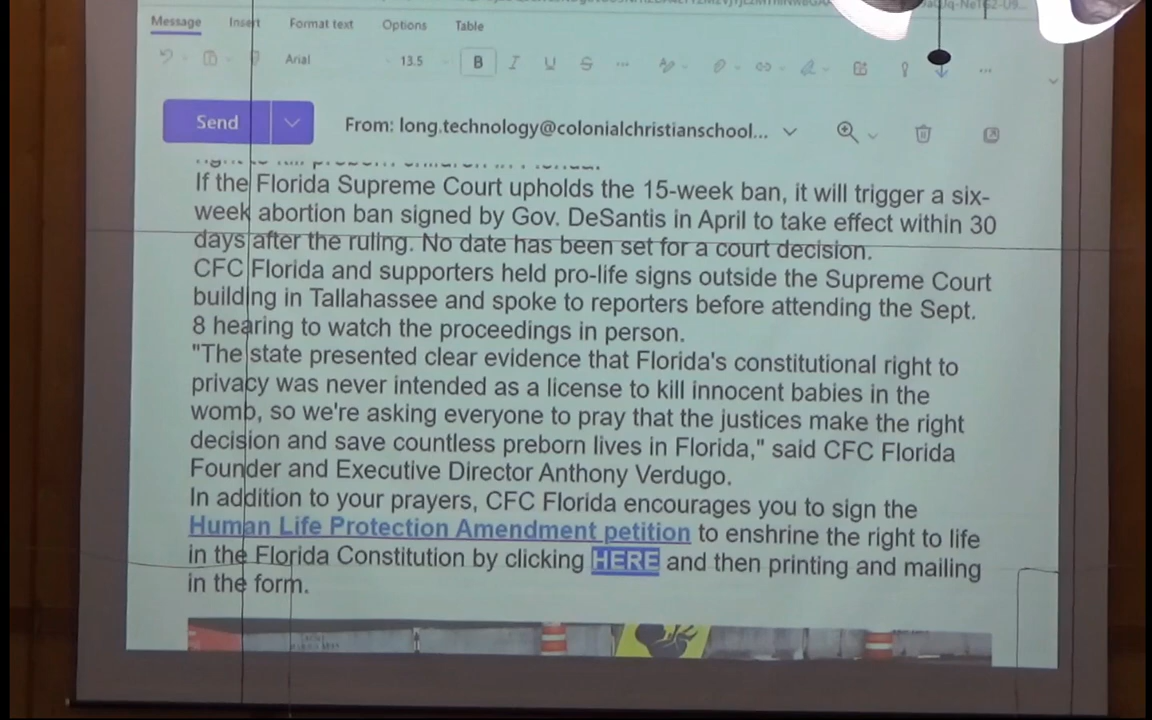 Message Insert Format text Options Table
Arial 13.5 B I U S ...
Send From: long.technology@colonialchristianschool...
If the Florida Supreme Court upholds the 15-week ban, it will trigger a six-
week abortion ban signed by Gov. DeSantis in April to take effect within 30
days after the ruling. No date has been set for a court decision.
CFC Florida and supporters held pro-life signs outside the Supreme Court
building in Tallahassee and spoke to reporters before attending the Sept.
8 hearing to watch the proceedings in person.
"The state presented clear evidence that Florida's constitutional right to
privacy was never intended as a license to kill innocent babies in the
womb, so we're asking everyone to pray that the justices make the right
decision and save countless preborn lives in Florida," said CFC Florida
Founder and Executive Director Anthony Verdugo.
In addition to your prayers, CFC Florida encourages you to sign the
Human Life Protection Amendment petition to enshrine the right to life
in the Florida Constitution by clicking HERE and then printing and mailing
in the form.